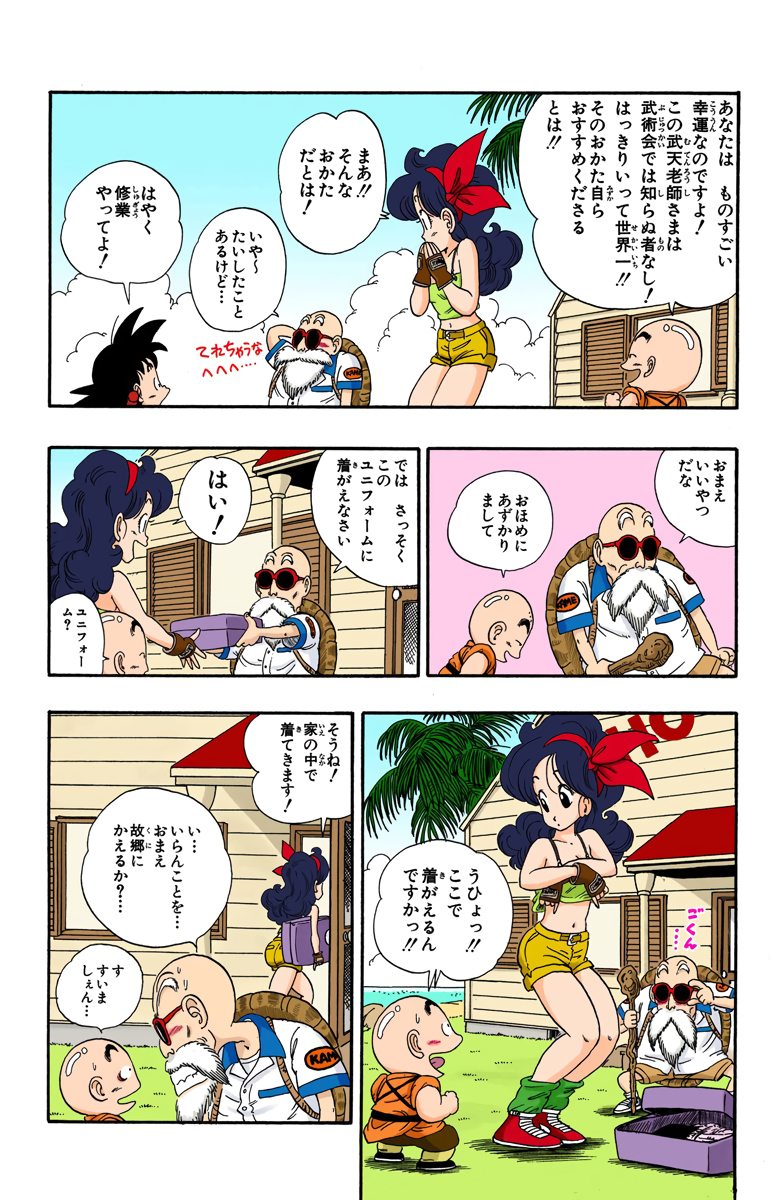 あなたは　ものすごい
幸運なのですよ！
この武天老師さまは
武術会では知らぬ者なし！
はっきりいって世界一!!
そのおかた自ら
おすすめくださる
とは!!
まあ!!
そんな
おかた
だとは！
いや〜
たいしたこと
あるけど…
てれちゃうな
へへへ‥‥
はやく
修業
やってよ！
KAME
おまえ
いいやつ
だな
おほめに
あずかり
まして
KAME
では　さっそく
この
ユニフォームに
着がえなさい
はい！
ユニフォー
ム？
HO
うひょっ!!
ここで
着がえるん
ですかっ!!
ごくん
…
そうね！
家の中で
着てきます！
い…
いらんことを…
おまえ
故郷に
かえるか？……
す
すいま
しぇん…
KAME